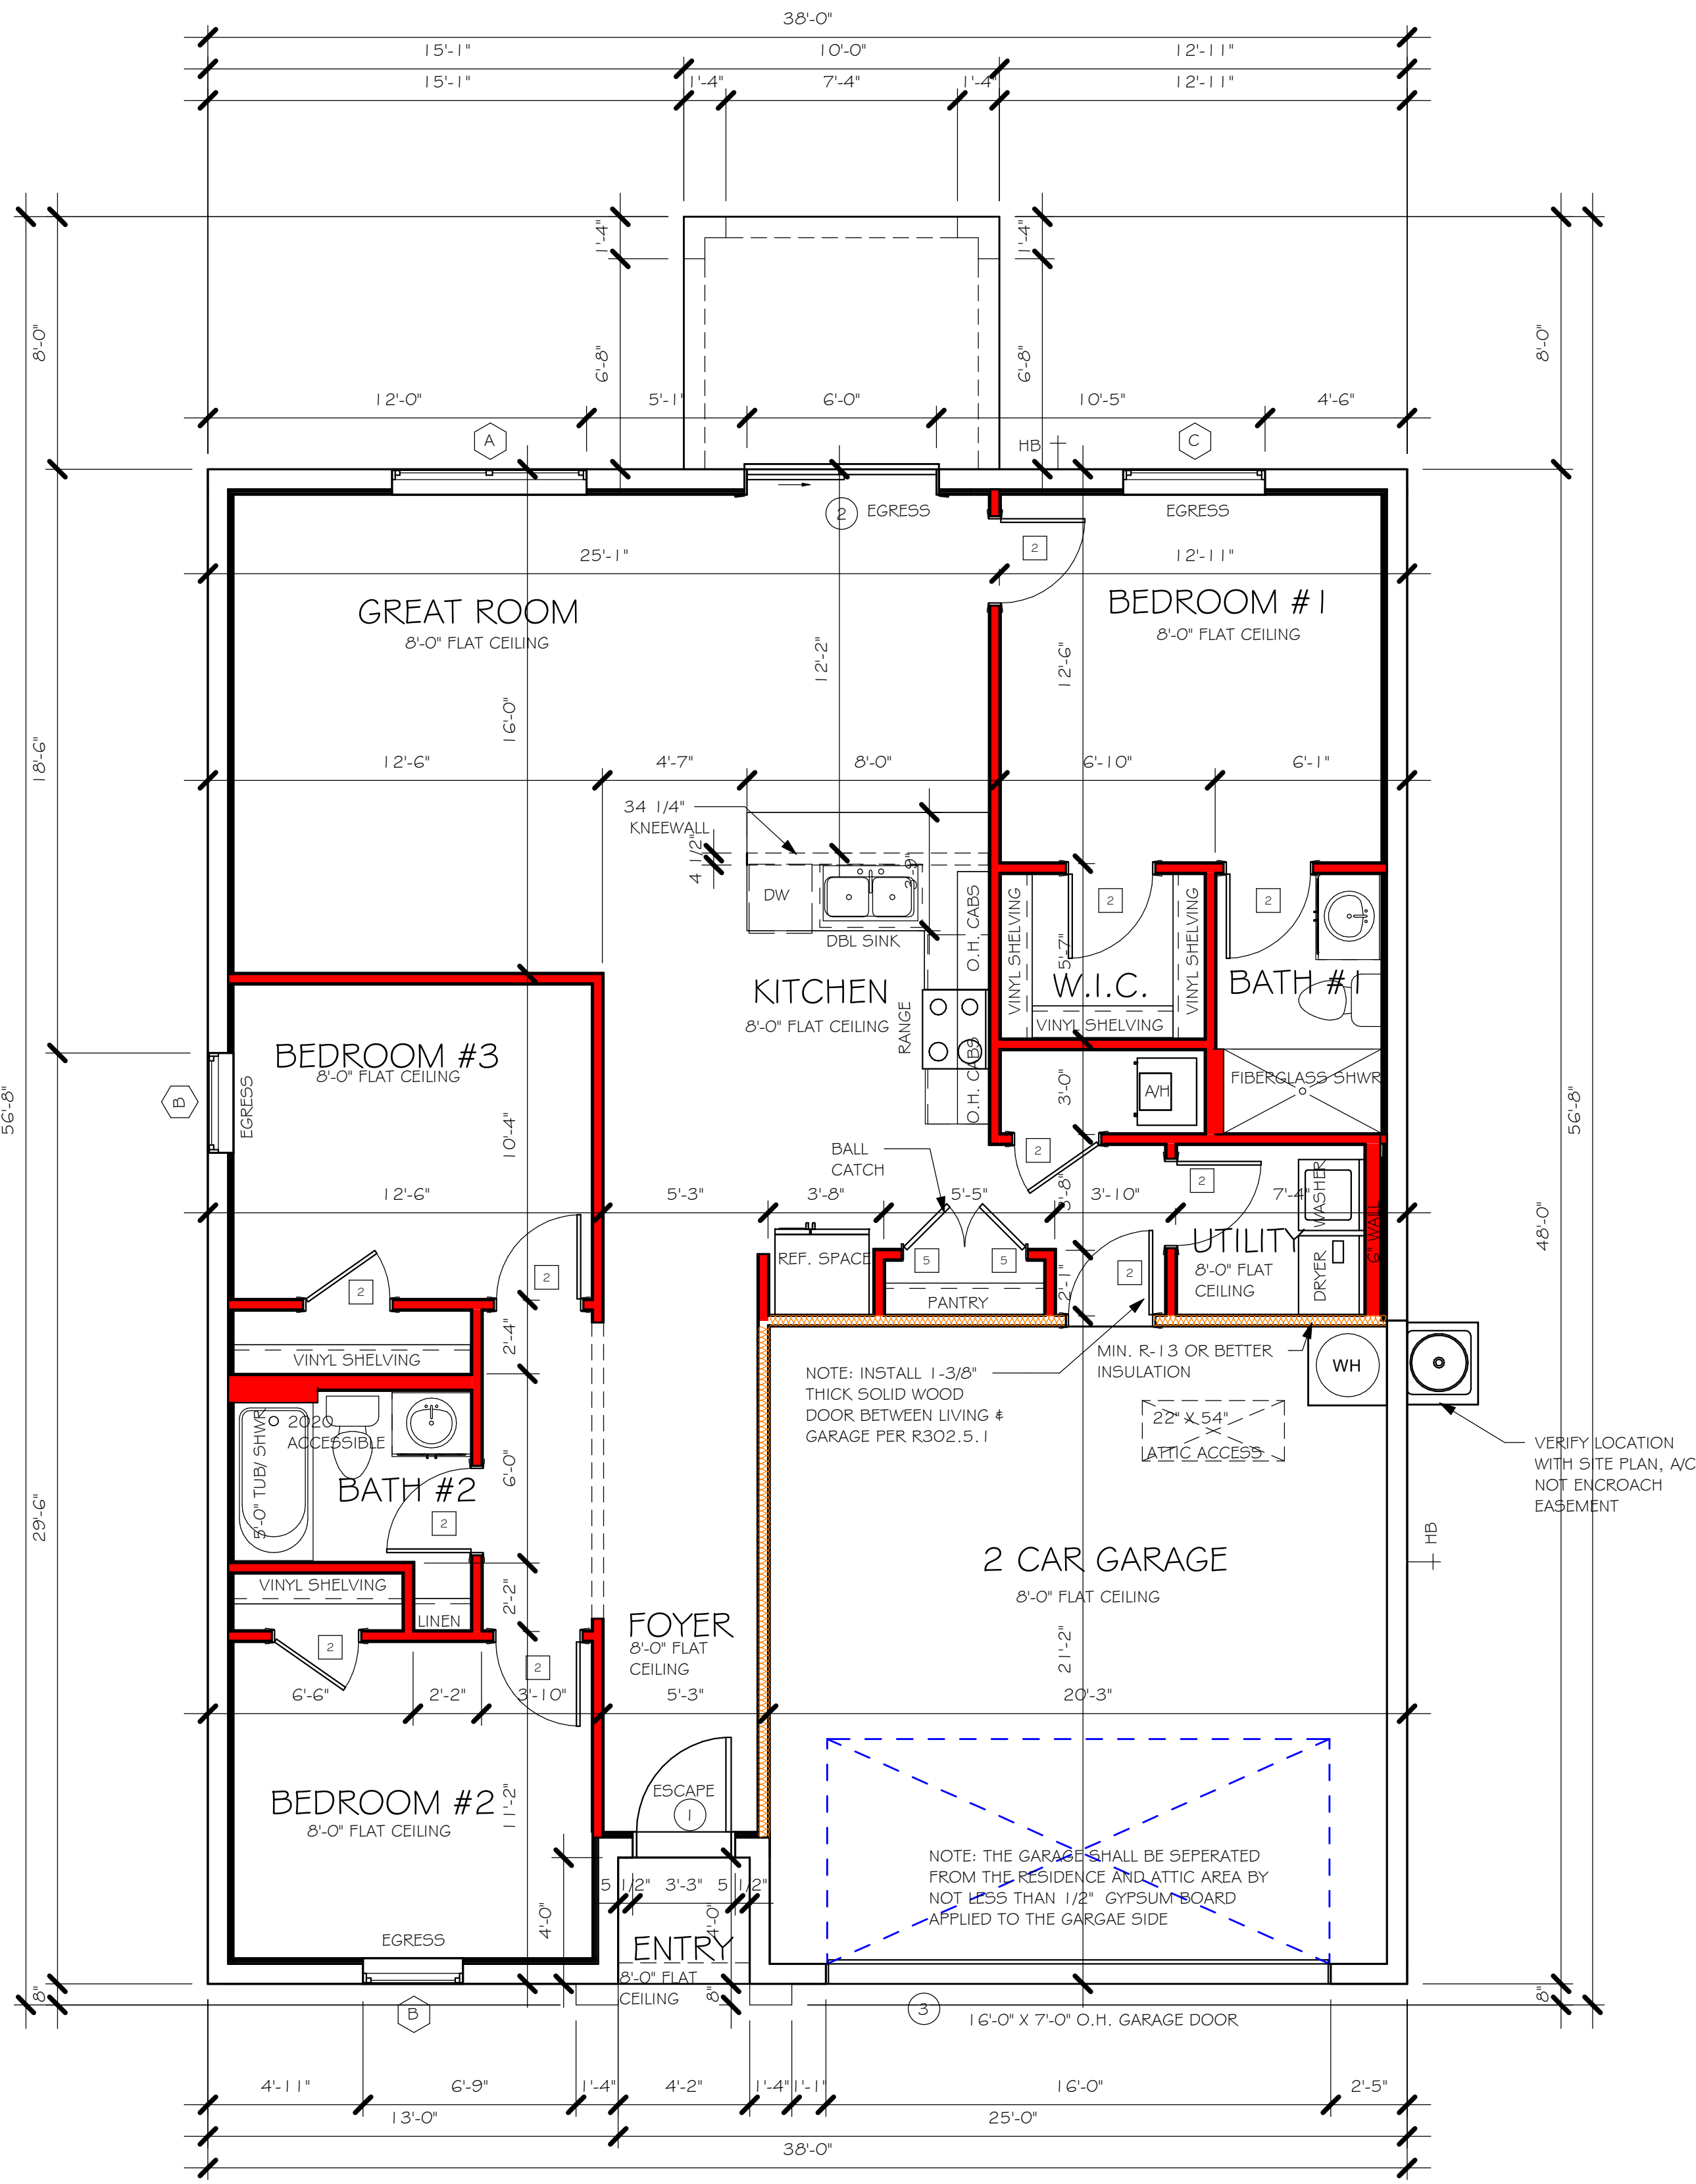 38'-0"
15'-1" 10'-0" 12'-11"
15'-1" 1'-4" 7'-4" 1'-4" 12'-11"
1'-4" 1'-4"
8'-0" 6'-8" 6'-8" 8'-0"
12'-0" 5'-1" 6'-0" 10'-5" 4'-6"
A HB C
2 EGRESS EGRESS
25'-1" 2 12'-11"
GREAT ROOM
8'-0" FLAT CEILING
BEDROOM #1
8'-0" FLAT CEILING
12'-2" 12'-6"
16'-0"
18'-6"
12'-6" 4'-7" 8'-0" 6'-10" 6'-1"
34 1/4"
KNEEWALL
4 1/2"
DW
DBL SINK
O.H. CABS
VINYL SHELVING
2
5'-7"
VINYL SHELVING
2
W.I.C.
VINYL SHELVING
BATH #1
KITCHEN
8'-0" FLAT CEILING
RANGE
O.H. CABS
BEDROOM #3
8'-0" FLAT CEILING
B
EGRESS
10'-4"
56'-8"
3'-0"
A/H
FIBERGLASS SHWR
56'-8"
BALL
CATCH
2
2
12'-6" 5'-3" 3'-8" 5'-5" 3'-8" 3'-10" 7'-4"
WASHER
6" WALL
48'-0"
REF. SPACE
5 5
PANTRY
2'-1"
2
UTILITY
8'-0" FLAT
CEILING
DRYER
2 2
2'-4"
VINYL SHELVING
NOTE: INSTALL 1-3/8"
THICK SOLID WOOD
DOOR BETWEEN LIVING &
GARAGE PER R302.5.1
MIN. R-13 OR BETTER
INSULATION
WH
22" X 54"
ATTIC ACCESS
VERIFY LOCATION
WITH SITE PLAN, A/C
NOT ENCROACH
EASEMENT
HB
2020
ACCESSIBLE
5'-0" TUB/ SHWR
BATH #2
2
6'-0"
29'-6"
2 CAR GARAGE
8'-0" FLAT CEILING
VINYL SHELVING
LINEN
2'-2"
2
2
FOYER
8'-0" FLAT
CEILING
21'-2"
6'-6" 2'-2" 3'-10" 5'-3" 20'-3"
BEDROOM #2
8'-0" FLAT CEILING
11'-2"
ESCAPE
1
NOTE: THE GARAGE SHALL BE SEPERATED
FROM THE RESIDENCE AND ATTIC AREA BY
NOT LESS THAN 1/2" GYPSUM BOARD
APPLIED TO THE GARGAE SIDE
5 1/2" 3'-3" 5 1/2"
4'-0" 4'-0"
EGRESS
ENTRY
8'-0" FLAT
CEILING
8" 8" 8"
B
3
16'-0" X 7'-0" O.H. GARAGE DOOR
4'-11" 6'-9" 1'-4" 4'-2" 1'-4" 1'-1" 16'-0" 2'-5"
13'-0" 25'-0"
38'-0"